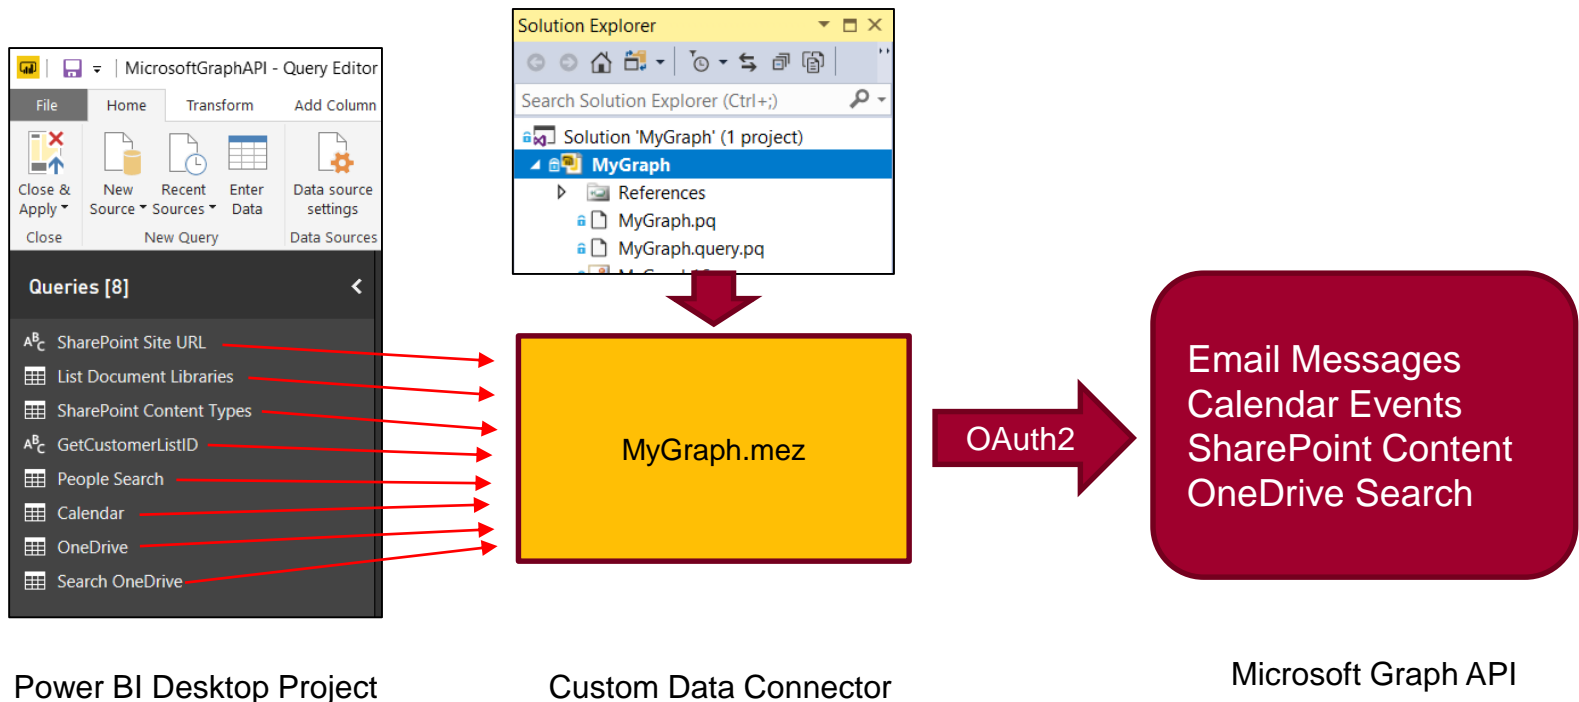 MicrosoftGraphAPI - Query Editor
File Home Transform Add Column
Close & Apply
New Source
Recent Sources
Enter Data
Data source settings
Close New Query Data Sources
Queries [8]
SharePoint Site URL
List Document Libraries
SharePoint Content Types
GetCustomerListID
People Search
Calendar
OneDrive
Search OneDrive
Power BI Desktop Project
Solution Explorer
Search Solution Explorer (Ctrl+;)
Solution 'MyGraph' (1 project)
MyGraph
References
MyGraph.pq
MyGraph.query.pq
MyGraph.mez
Custom Data Connector
OAuth2
Email Messages
Calendar Events
SharePoint Content
OneDrive Search
Microsoft Graph API